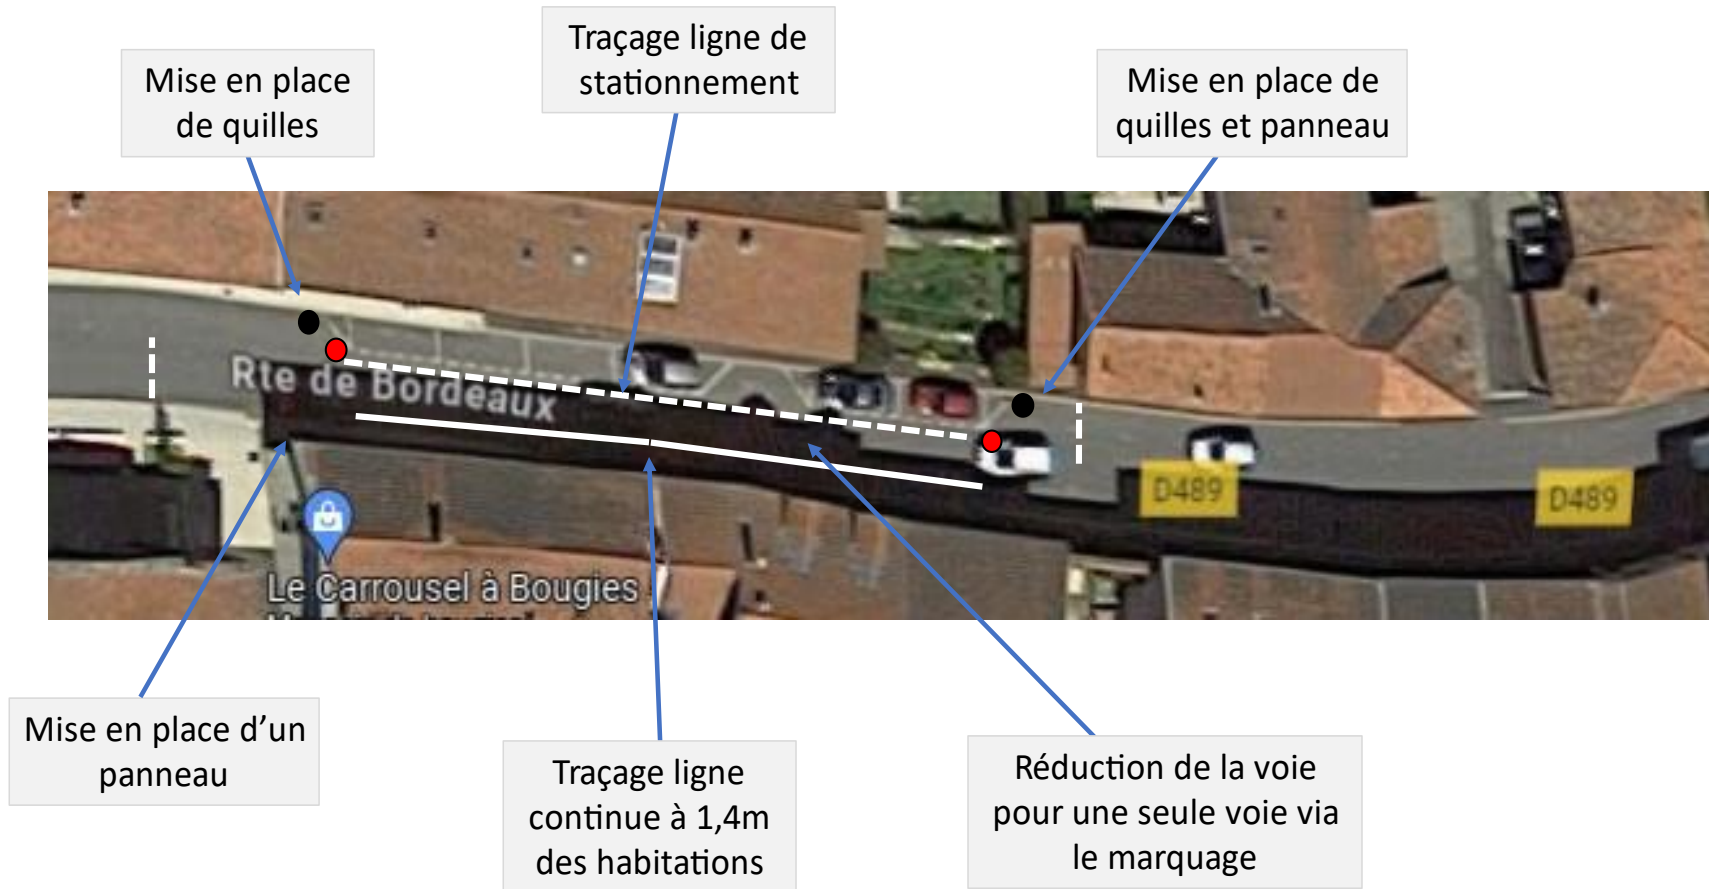 Traçage ligne de
stationnement
Mise en place
de quilles
Mise en place de
quilles et panneau
Rte de Bordeaux
D489
D489
Le Carrousel à Bougies
Mise en place d’un
panneau
Traçage ligne
continue à 1,4m
des habitations
Réduction de la voie
pour une seule voie via
le marquage